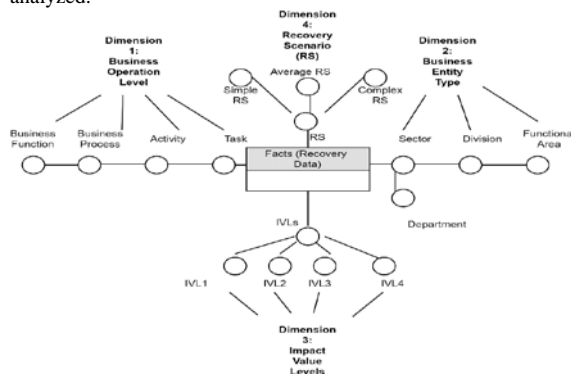 analyzed:
Dimension
4:
Recovery
Scenario
(RS)
Dimension
1:
Business
Operation
Level
Dimension
2:
Business
Entity
Type
Average RS
Simple
RS
Complex
RS
Business
Function
Business
Process
Activity
Task
RS
Sector
Division
Functiona
Area
Facts (Recovery
Data)
Department
IVLs
IVL1
IVL2
IVL3
IVL4
Dimension
3:
Impact
Value
Levels